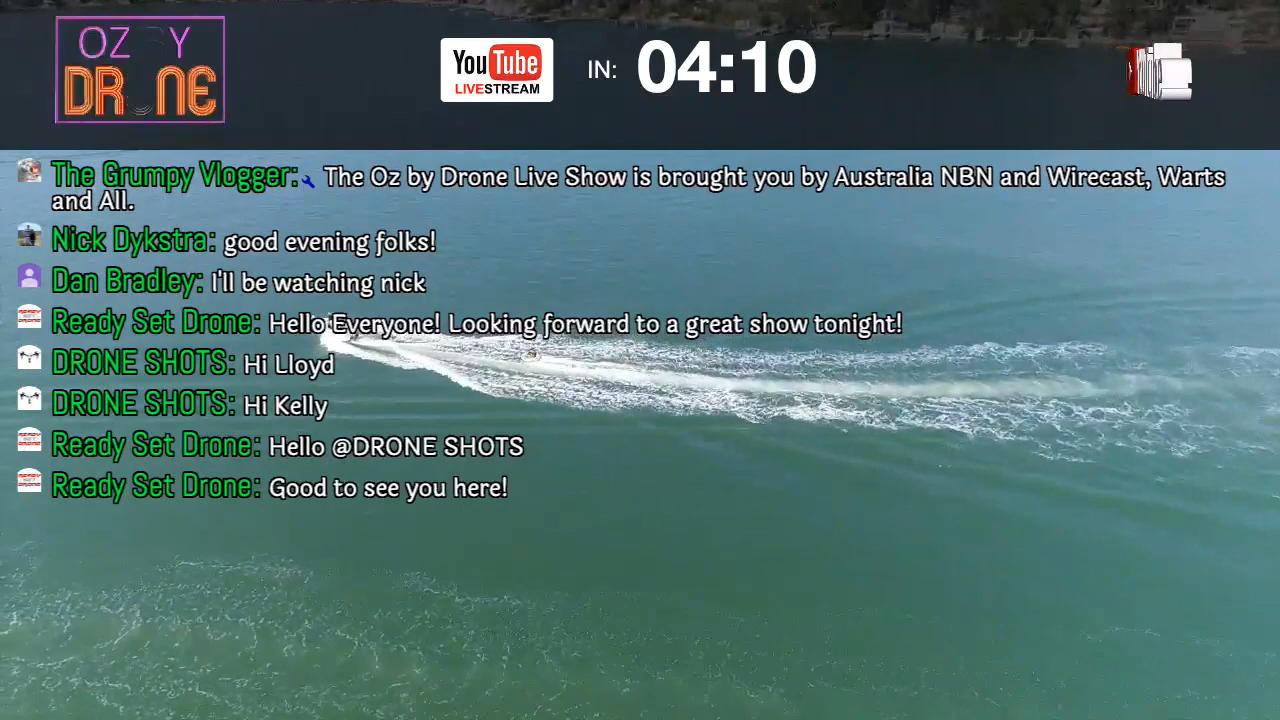 OZ Y
DR NE
You Tube
LIVESTREAM
IN: 04:10
The Grumpy Vlogger: The Oz by Drone Live Show is brought you by Australia NBN and Wirecast, Warts
and All.
Nick Dykstra: good evening folks!
Dan Bradley: I'll be watching nick
Ready Set Drone: Hello Everyone! Looking forward to a great show tonight!
DRONE SHOTS: Hi Lloyd
DRONE SHOTS: Hi Kelly
Ready Set Drone: Hello @DRONE SHOTS
Ready Set Drone: Good to see you here!